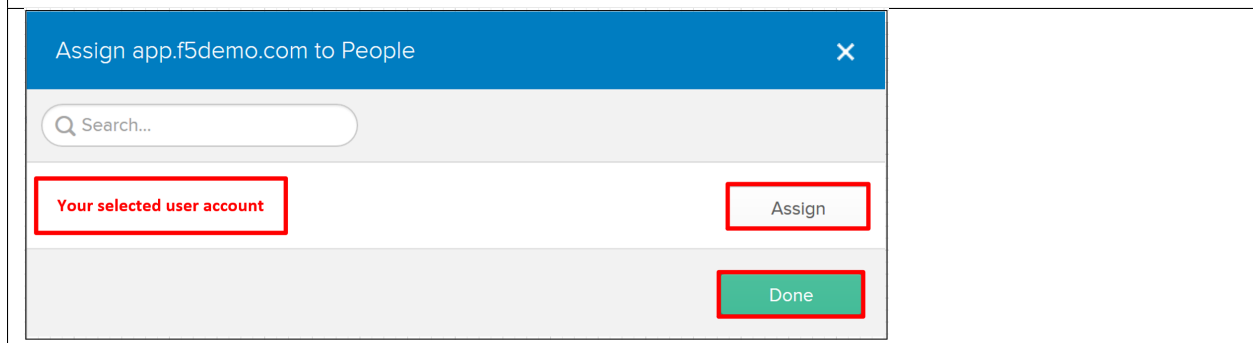 Assign app.f5demo.com to People
Search...
Your selected user account
Assign
Done